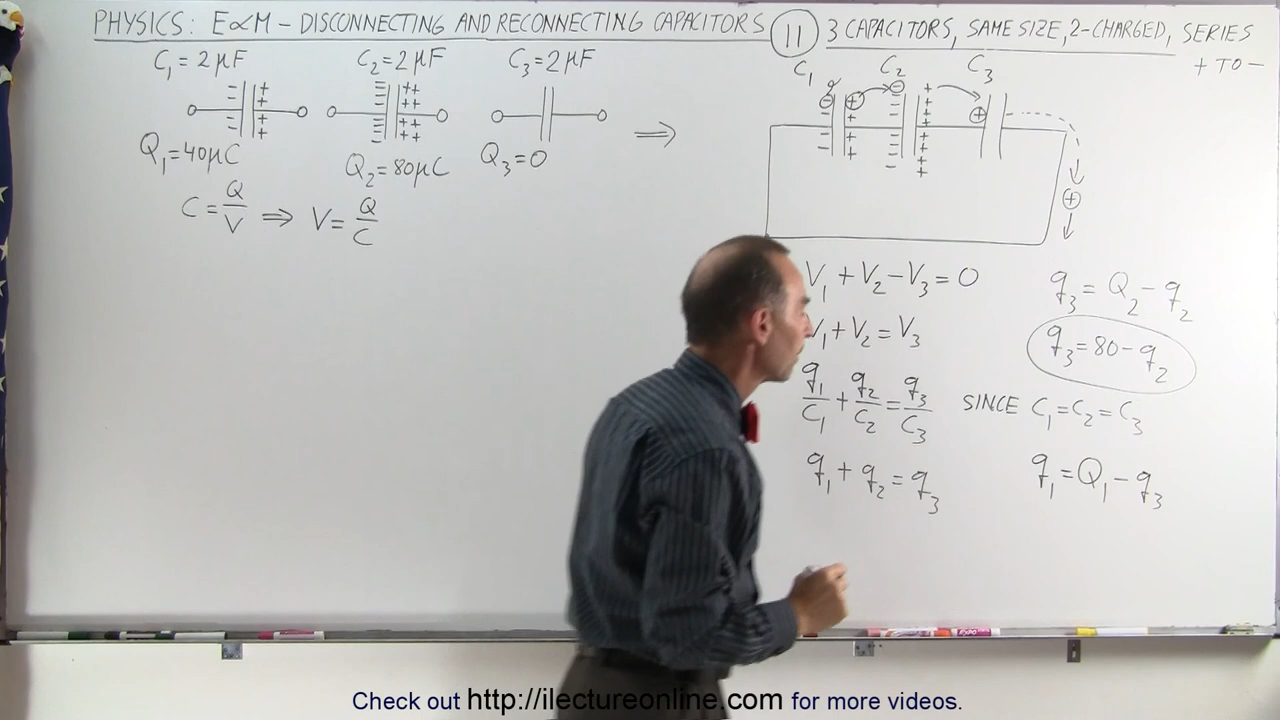 PHYSICS: E∝M – DISCONNECTING AND RECONNECTING CAPACITORS
11
3 CAPACITORS, SAME SIZE, 2-CHARGED, SERIES
+ TO –
C₁ = 2μF
C₂ = 2μF
C₃ = 2μF
Q₁ = 40μC
Q₂ = 80μC
Q₃ = 0
C = Q/V ⇒ V = Q/C
⇒
C₁
C₂
C₃
V₁ + V₂ – V₃ = 0
V₁ + V₂ = V₃
q₁/C₁ + q₂/C₂ = q₃/C₃
SINCE C₁ = C₂ = C₃
q₁ + q₂ = q₃
q₃ = Q₂ – q₂
q₃ = 80 – q₂
q₁ = Q₁ – q₃
EXPO
Check out http://ilectureonline.com for more videos.